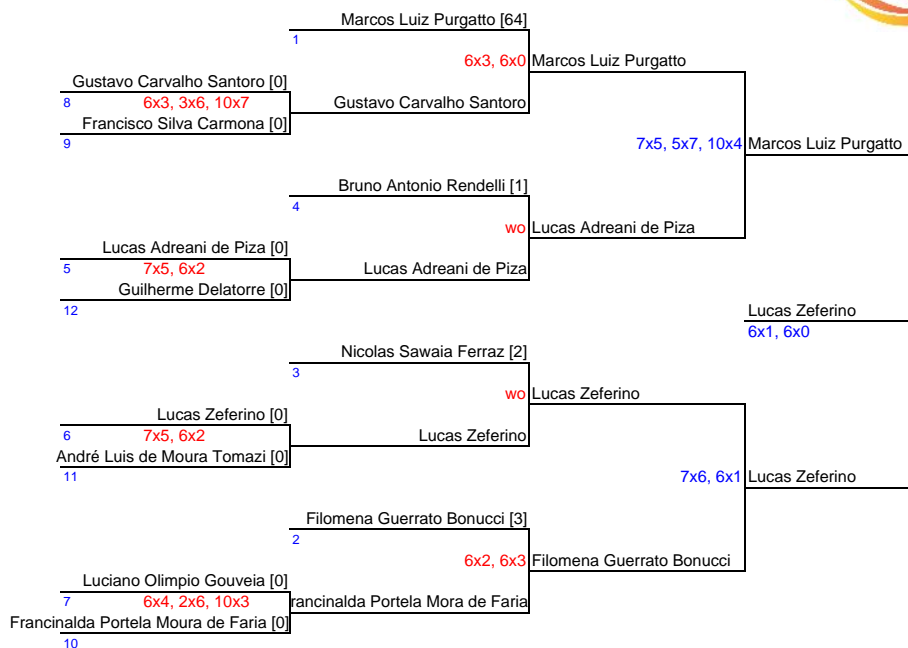 Marcos Luiz Purgatto [64]
1
6x3, 6x0 Marcos Luiz Purgatto
Gustavo Carvalho Santoro [0]
8 6x3, 3x6, 10x7 Gustavo Carvalho Santoro
Francisco Silva Carmona [0]
9
7x5, 5x7, 10x4 Marcos Luiz Purgatto
Bruno Antonio Rendelli [1]
4
wo Lucas Adreani de Piza
Lucas Adreani de Piza [0]
5 7x5, 6x2 Lucas Adreani de Piza
Guilherme Delatorre [0]
12
Lucas Zeferino
6x1, 6x0
Nicolas Sawaia Ferraz [2]
3
wo Lucas Zeferino
Lucas Zeferino [0]
6 7x5, 6x2 Lucas Zeferino
André Luis de Moura Tomazi [0]
11
7x6, 6x1 Lucas Zeferino
Filomena Guerrato Bonucci [3]
2
6x2, 6x3 Filomena Guerrato Bonucci
Luciano Olimpio Gouveia [0]
7 6x4, 2x6, 10x3 rancinalda Portela Mora de Faria
Francinalda Portela Moura de Faria [0]
10